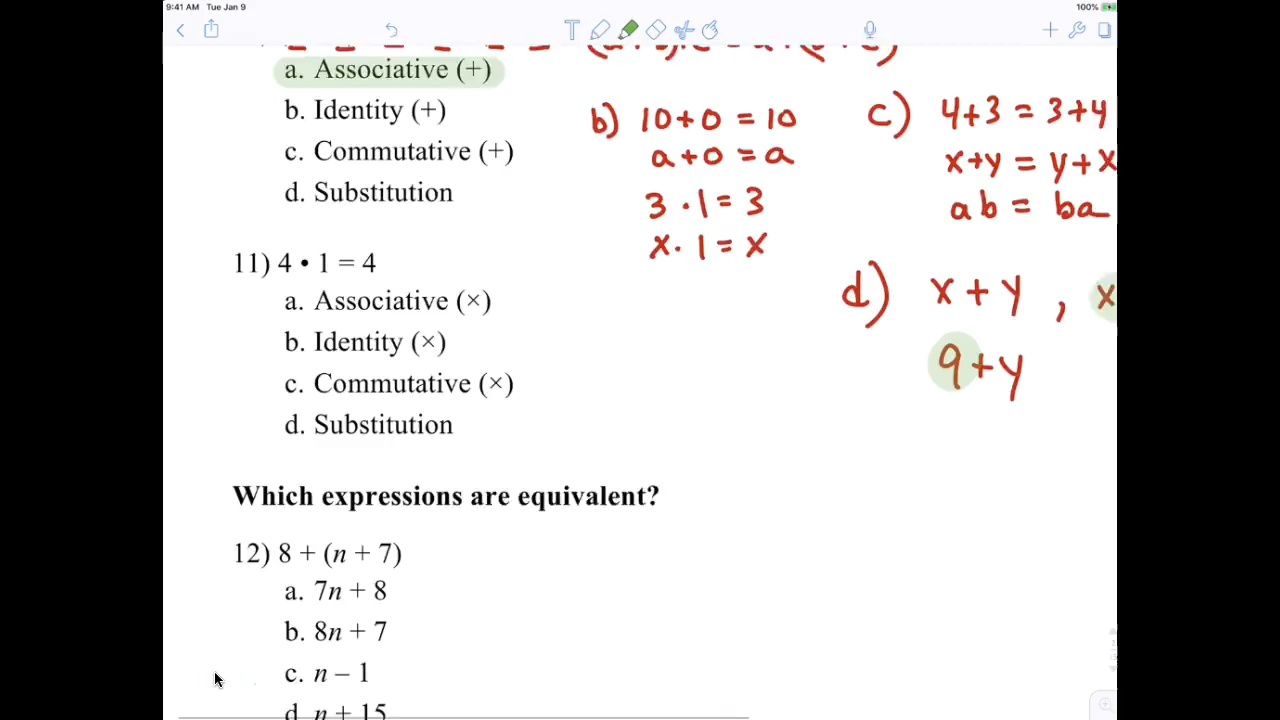 9:41 AM Tue Jan 9
100%
T
a. Associative (+)
b. Identity (+)
c. Commutative (+)
d. Substitution
b) 10+0 = 10
a+0 = a
3 · 1 = 3
x · 1 = x
c) 4+3 = 3+4
x+y = y+x
ab = ba
d) x + y , x
9+y
11) 4 • 1 = 4
a. Associative (×)
b. Identity (×)
c. Commutative (×)
d. Substitution
Which expressions are equivalent?
12) 8 + (n + 7)
a. 7n + 8
b. 8n + 7
c. n – 1
d. n + 15